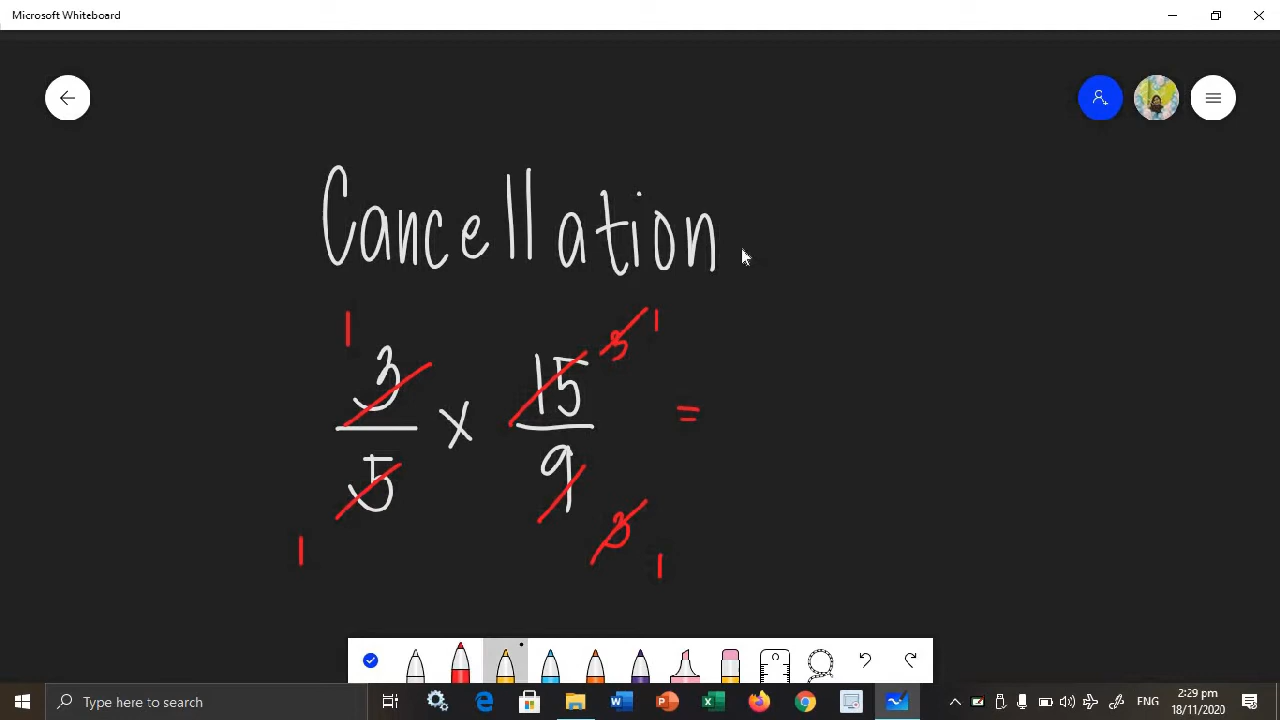 Microsoft Whiteboard
Cancellation
1 3 1
3 x 15 =
5 9
1 3 1
Type here to search
ENG
2:29 pm
18/11/2020